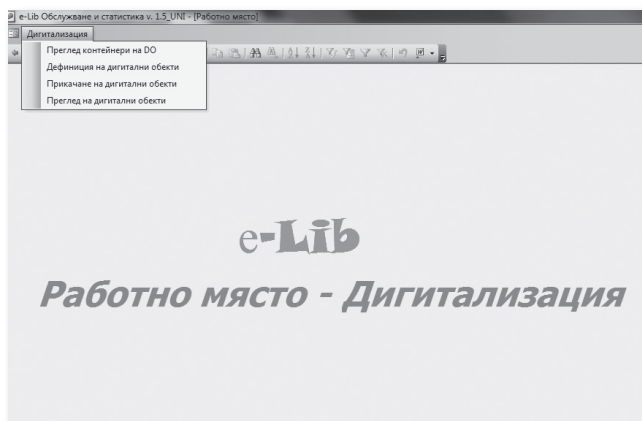 e-Lib Обслужване и статистика v. 1.5_UNI - [Работно място]
Дигитализация
Преглед контейнери на DO
Дефиниция на дигитални обекти
Прикачане на дигитални обекти
Преглед на дигитални обекти
e-Lib
Работно място - Дигитализация